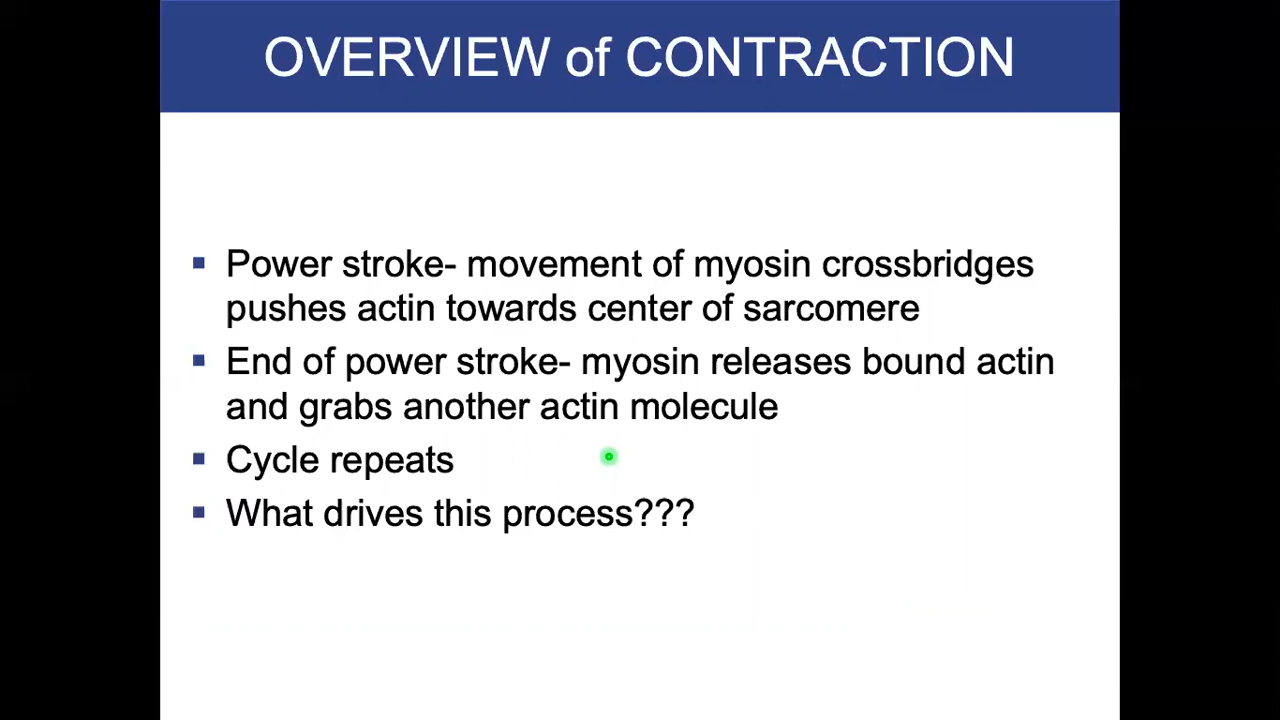 OVERVIEW of CONTRACTION
▪ Power stroke- movement of myosin crossbridges
pushes actin towards center of sarcomere
▪ End of power stroke- myosin releases bound actin
and grabs another actin molecule
▪ Cycle repeats
▪ What drives this process???